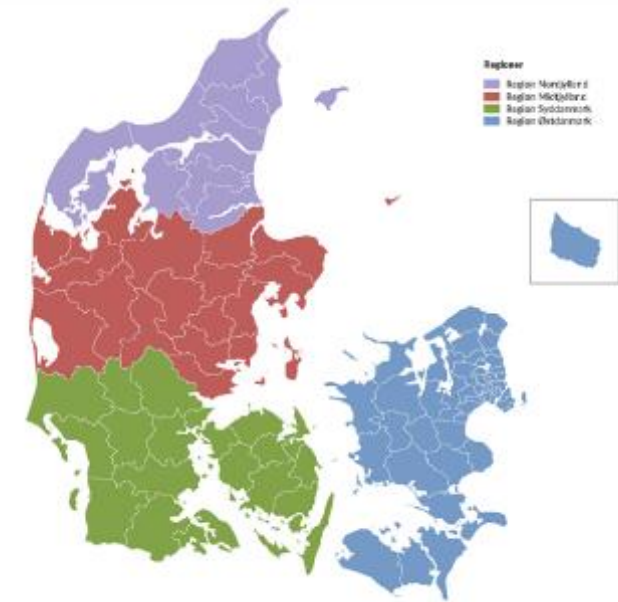 Regioner
Region Nordjylland
Region Midtjylland
Region Syddanmark
Region Østdanmark